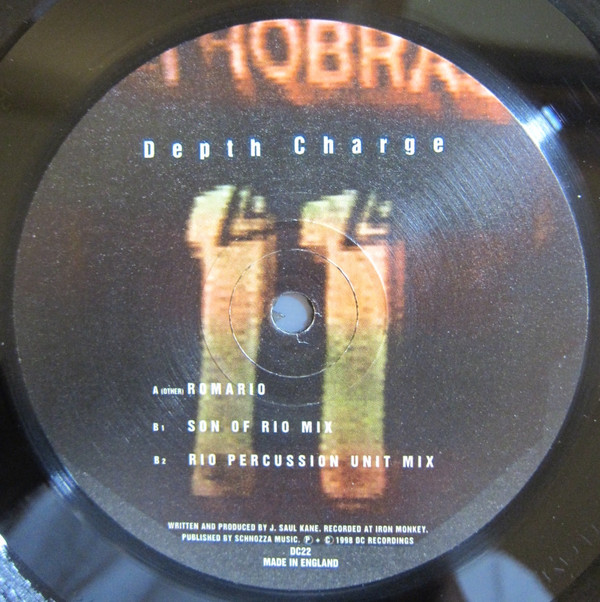 Depth Charge
11
A (OTHER) ROMARIO
B1 SON OF RIO MIX
B2 RIO PERCUSSION UNIT MIX
WRITTEN AND PRODUCED BY J. SAUL KANE. RECORDED AT IRON MONKEY.
PUBLISHED BY SCHNOZZA MUSIC. ℗ + © 1998 DC RECORDINGS
DC22
MADE IN ENGLAND